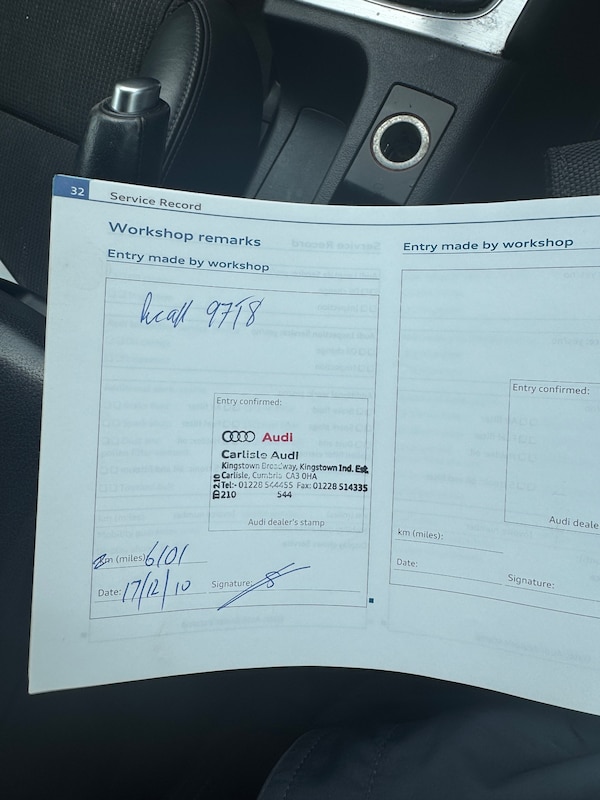 32 Service Record
Workshop remarks
Entry made by workshop
Recall 97I8
Entry confirmed:
Audi
Carlisle Audi
Kingstown Broadway, Kingstown Ind. Est.
Carlisle, Cumbria CA3 0HA
Tel:- 01228 544455 Fax: 01228 514335
210 544
Audi dealer's stamp
km (miles) 6101
Date: 17/12/10 Signature:
Entry made by workshop
Entry confirmed:
Audi deale
km (miles):
Date:
Signature: